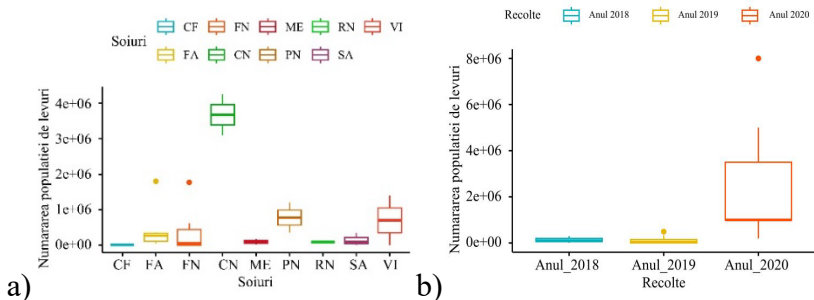 Soiuri
CF FN ME RN VI
FA CN PN SA
Numararea populatiei de levuri
4e+06
3e+06
2e+06
1e+06
0e+00
CF FA FN CN ME PN RN SA VI
Soiuri
a)
Recolte Anul 2018 Anul 2019 Anul 2020
Numararea populatiei de levuri
8e+06
6e+06
4e+06
2e+06
0e+00
Anul_2018 Anul_2019 Anul_2020
Recolte
b)